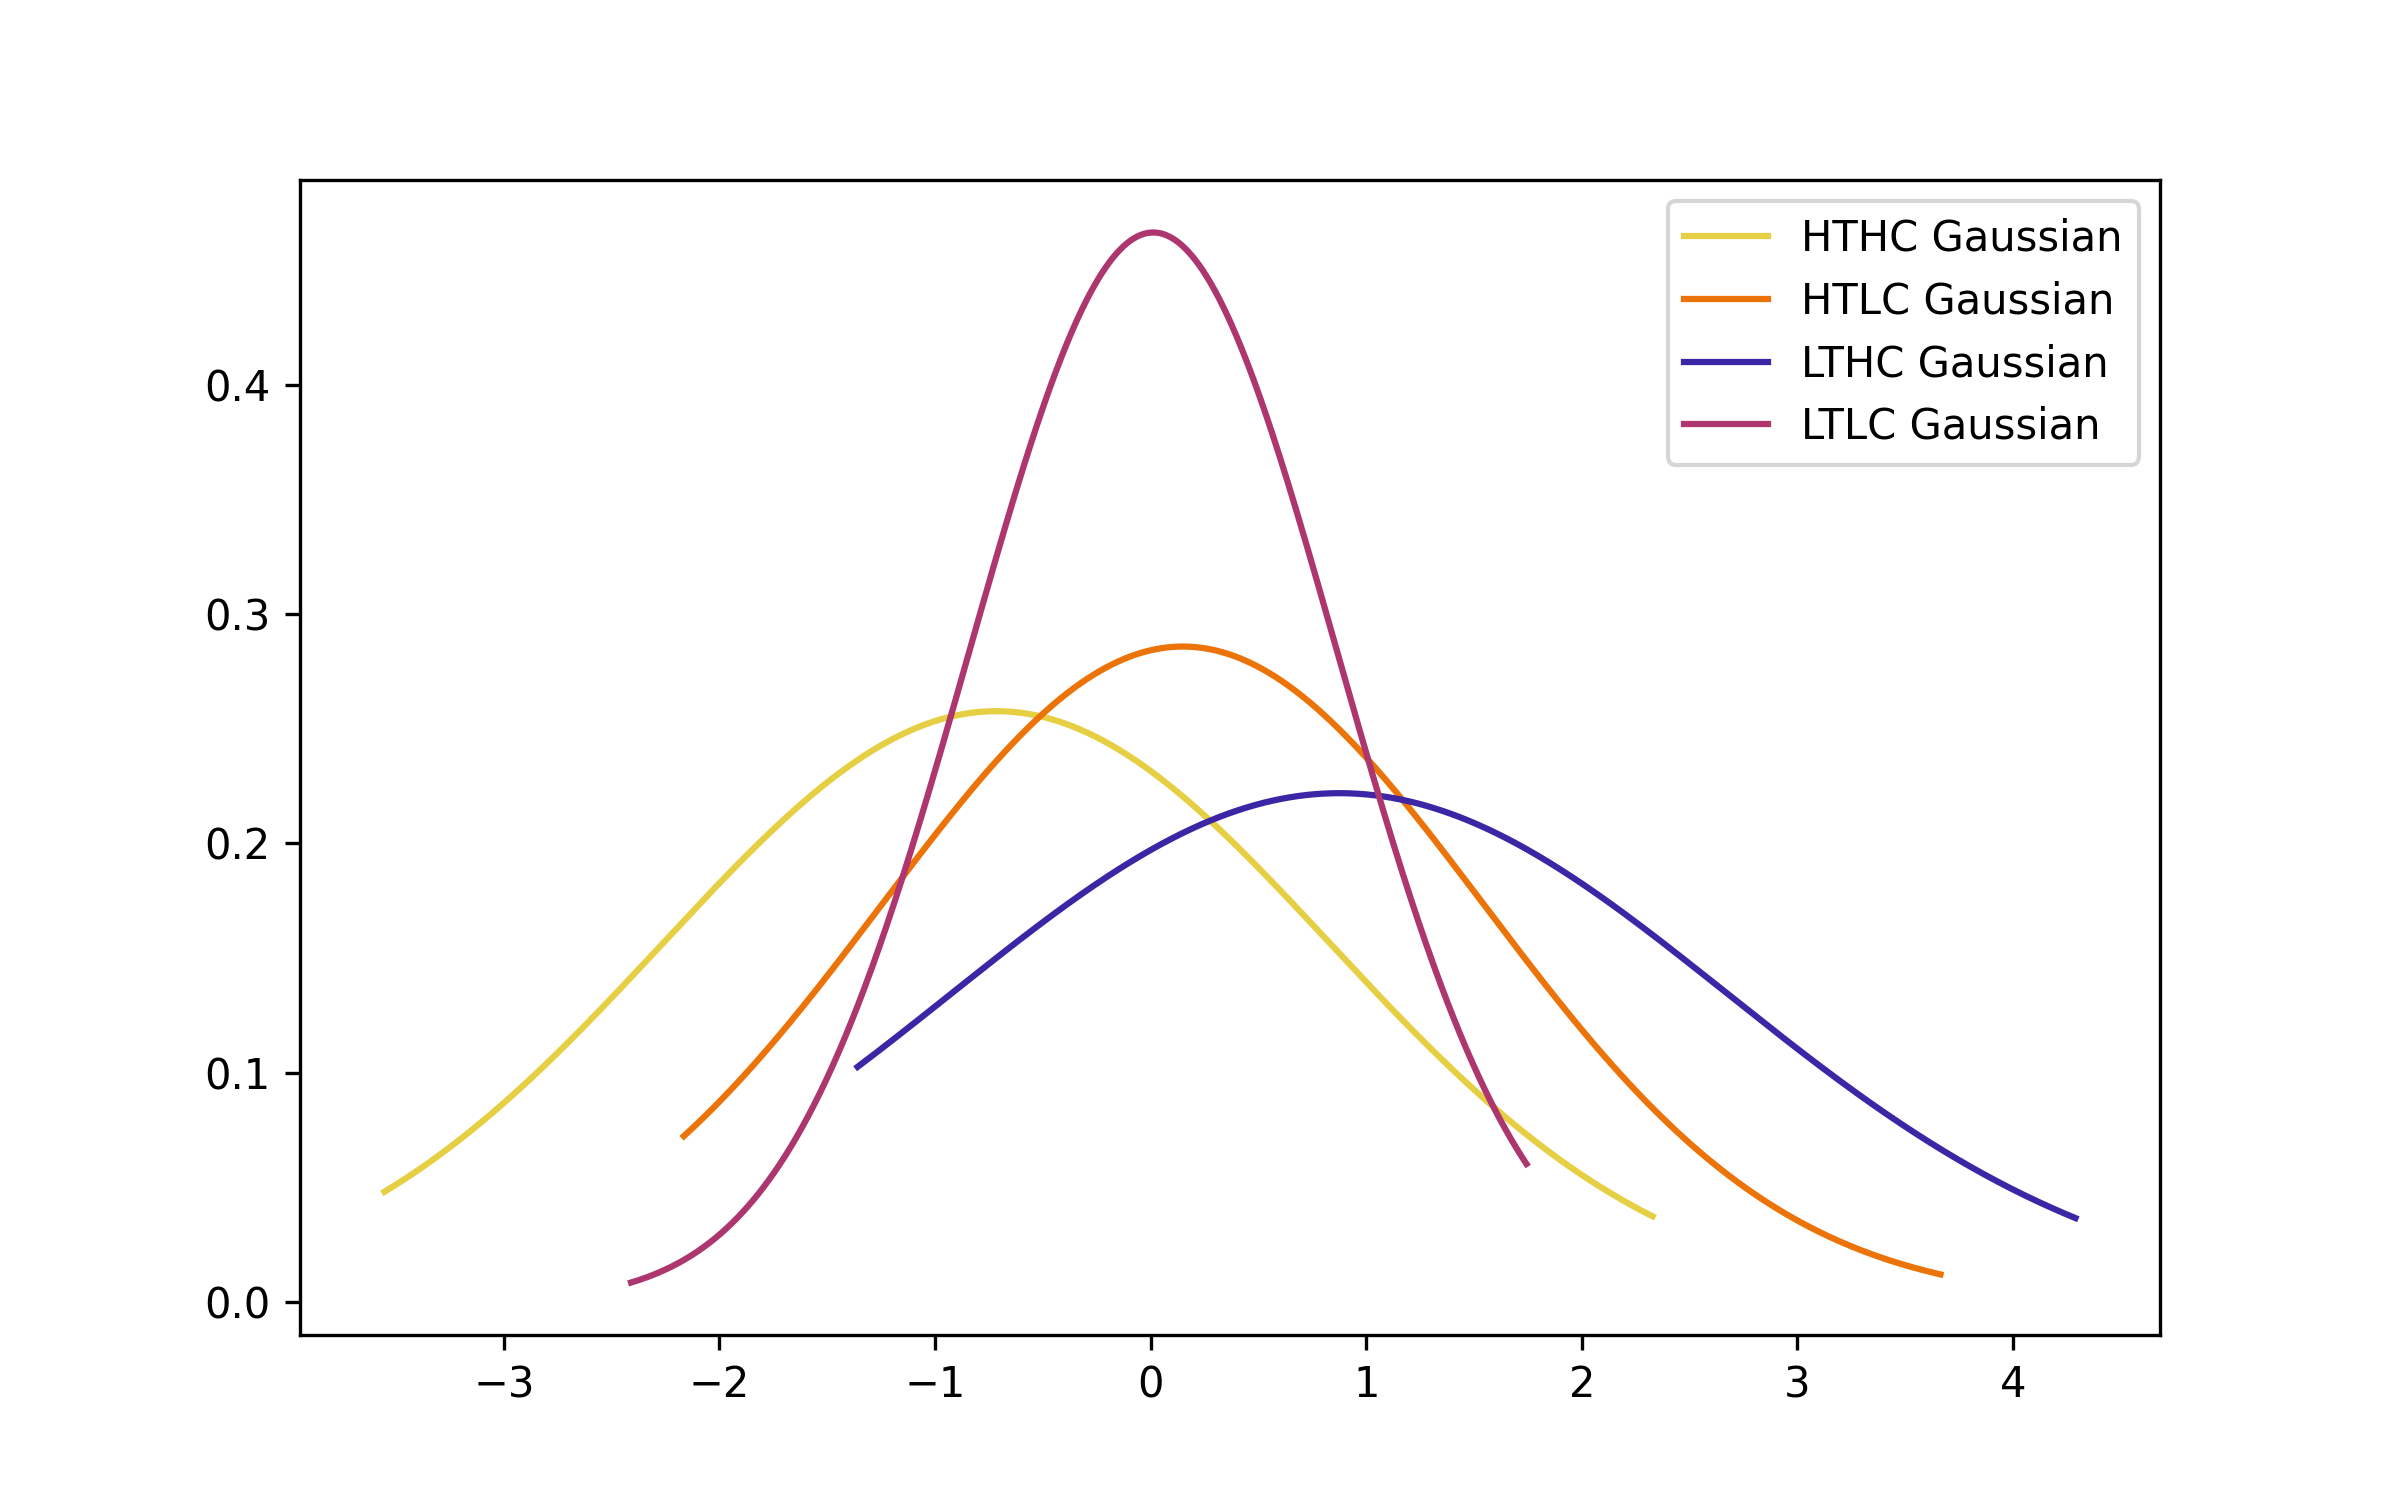 HTHC Gaussian
HTLC Gaussian
LTHC Gaussian
LTLC Gaussian
0.4
0.3
0.2
0.1
0.0
−3 −2 −1 0 1 2 3 4